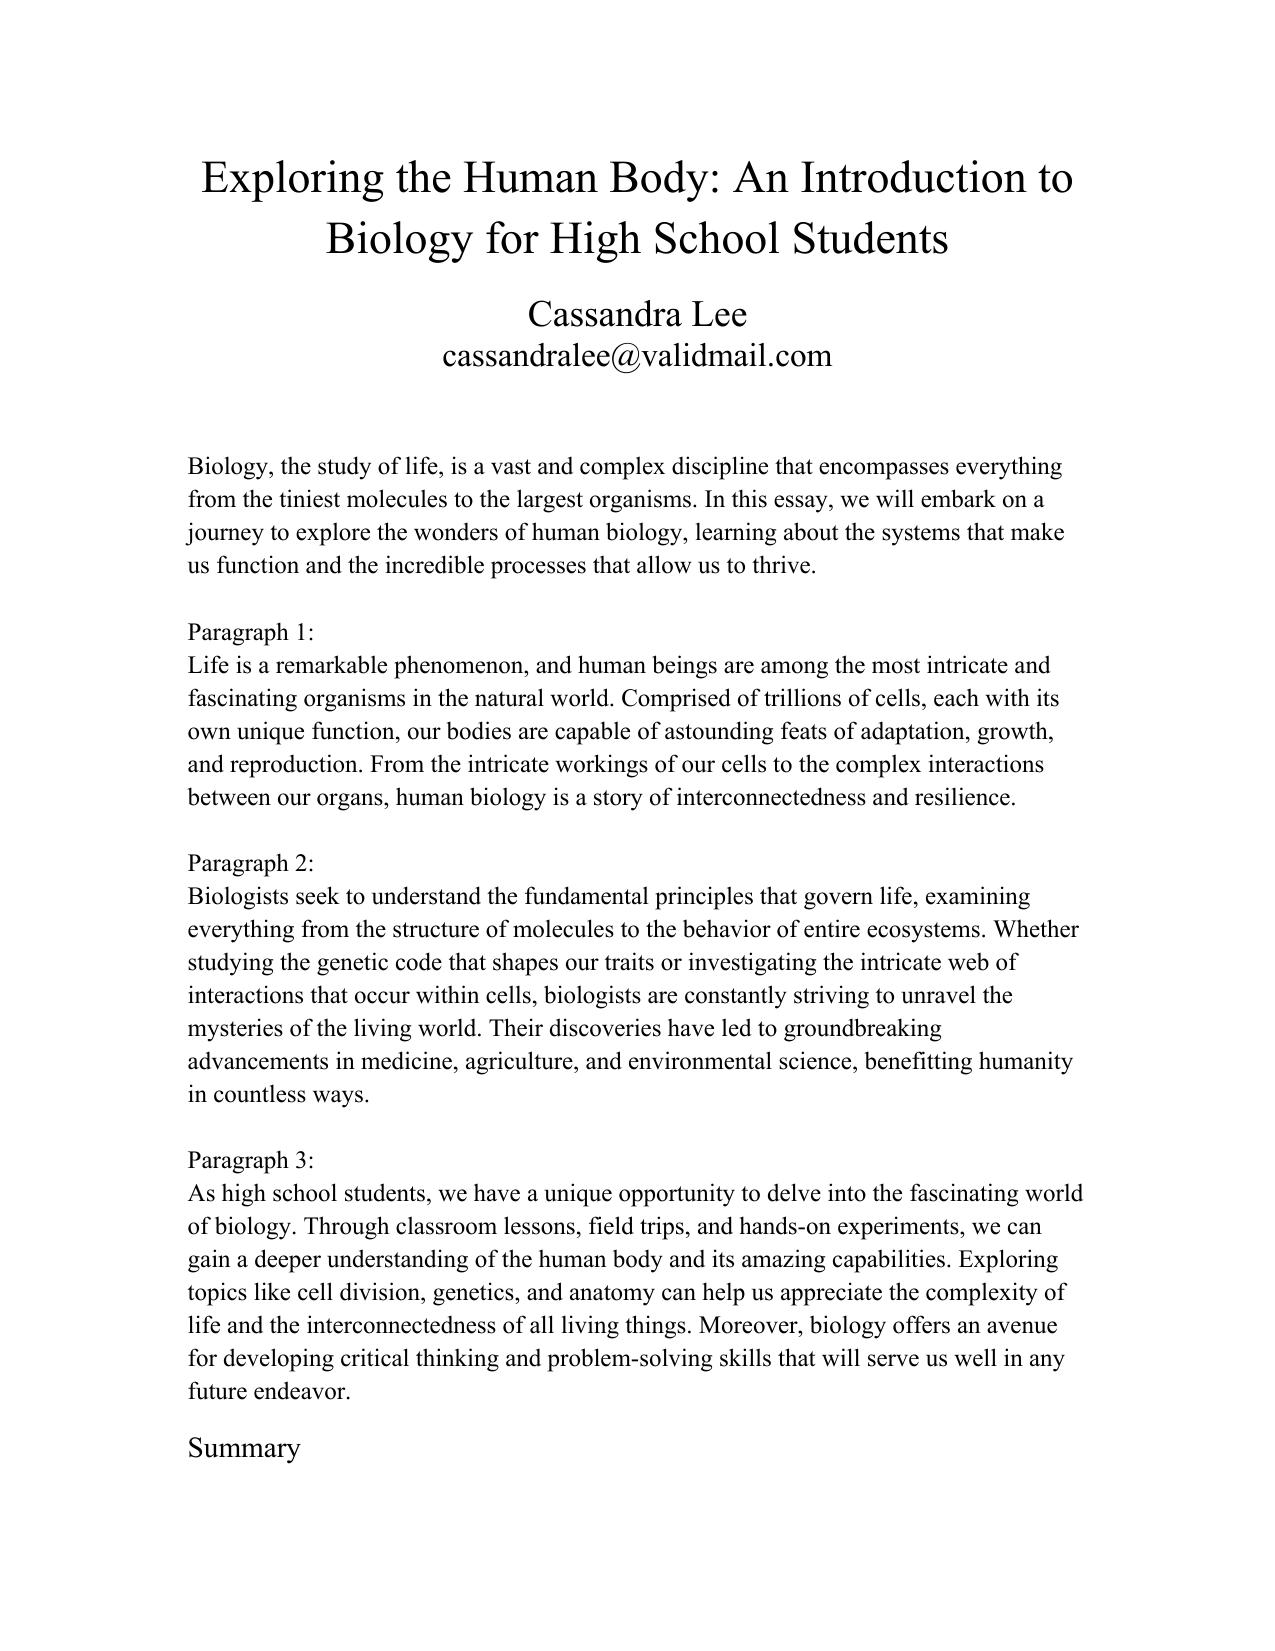 Exploring the Human Body: An Introduction to
Biology for High School Students
Cassandra Lee
cassandralee@validmail.com
Biology, the study of life, is a vast and complex discipline that encompasses everything
from the tiniest molecules to the largest organisms. In this essay, we will embark on a
journey to explore the wonders of human biology, learning about the systems that make
us function and the incredible processes that allow us to thrive.
Paragraph 1:
Life is a remarkable phenomenon, and human beings are among the most intricate and
fascinating organisms in the natural world. Comprised of trillions of cells, each with its
own unique function, our bodies are capable of astounding feats of adaptation, growth,
and reproduction. From the intricate workings of our cells to the complex interactions
between our organs, human biology is a story of interconnectedness and resilience.
Paragraph 2:
Biologists seek to understand the fundamental principles that govern life, examining
everything from the structure of molecules to the behavior of entire ecosystems. Whether
studying the genetic code that shapes our traits or investigating the intricate web of
interactions that occur within cells, biologists are constantly striving to unravel the
mysteries of the living world. Their discoveries have led to groundbreaking
advancements in medicine, agriculture, and environmental science, benefitting humanity
in countless ways.
Paragraph 3:
As high school students, we have a unique opportunity to delve into the fascinating world
of biology. Through classroom lessons, field trips, and hands-on experiments, we can
gain a deeper understanding of the human body and its amazing capabilities. Exploring
topics like cell division, genetics, and anatomy can help us appreciate the complexity of
life and the interconnectedness of all living things. Moreover, biology offers an avenue
for developing critical thinking and problem-solving skills that will serve us well in any
future endeavor.
Summary